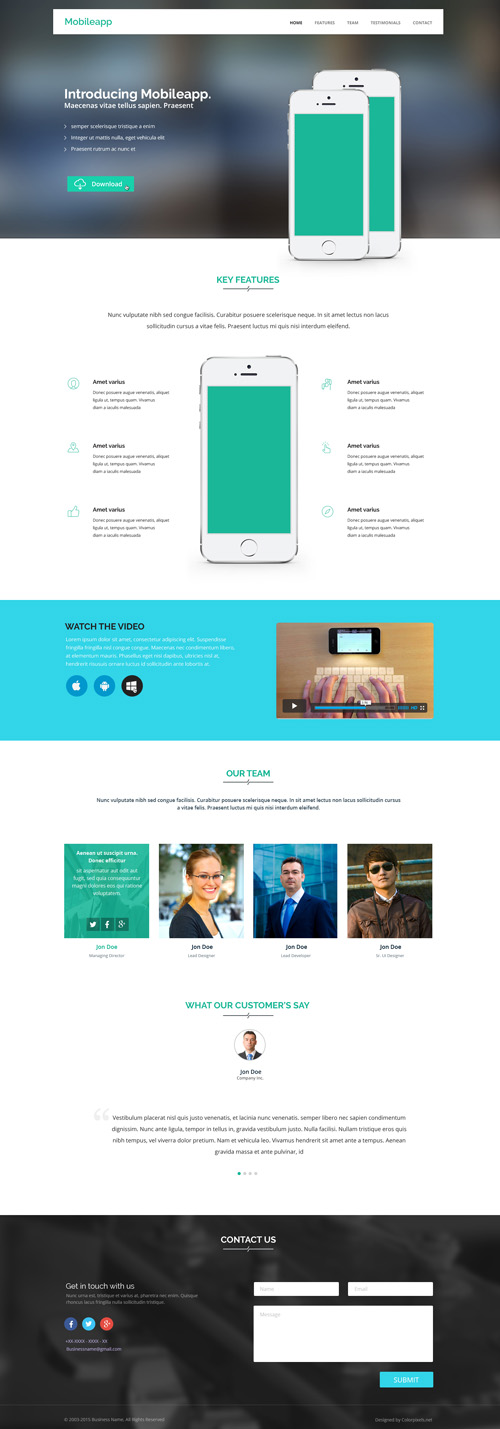 Mobileapp
HOME FEATURES TEAM TESTIMONIALS CONTACT
Introducing Mobileapp.
Maecenas vitae tellus sapien. Praesent
semper scelerisque tristique a enim
Integer ut mattis nulla, eget vehicula elit
Praesent rutrum ac nunc et
Download
KEY FEATURES
Nunc vulputate nibh sed congue facilisis. Curabitur posuere scelerisque neque. In sit amet lectus non lacus
sollicitudin cursus a vitae felis. Praesent luctus mi quis nisi interdum eleifend.
Amet varius
Donec posuere augue venenatis, aliquet
ligula ut, tempus quam. Vivamus
diam a iaculis malesuada
Amet varius
Donec posuere augue venenatis, aliquet
ligula ut, tempus quam. Vivamus
diam a iaculis malesuada
Amet varius
Donec posuere augue venenatis, aliquet
ligula ut, tempus quam. Vivamus
diam a iaculis malesuada
Amet varius
Donec posuere augue venenatis, aliquet
ligula ut, tempus quam. Vivamus
diam a iaculis malesuada
Amet varius
Donec posuere augue venenatis, aliquet
ligula ut, tempus quam. Vivamus
diam a iaculis malesuada
Amet varius
Donec posuere augue venenatis, aliquet
ligula ut, tempus quam. Vivamus
diam a iaculis malesuada
WATCH THE VIDEO
Lorem ipsum dolor sit amet, consectetur adipiscing elit. Suspendisse
fringilla nisl sed congue congue. Maecenas nec condimentum libero,
at elementum mauris. Phasellus eget nisi dapibus, ultricies nisl at,
hendrerit risusuis ornare luctus id sollicitudin ante lobortis at.
HD
OUR TEAM
Nunc vulputate nibh sed congue facilisis. Curabitur posuere scelerisque neque. In sit amet lectus non lacus sollicitudin cursus
a vitae felis. Praesent luctus mi quis nisi interdum eleifend.
Aenean ut suscipit urna.
Donec efficitur
sit aspernatur aut odit aut
fugit, sed quia consequuntur
magni dolores eos qui ratione
voluptatem.
Jon Doe
Managing Director
Jon Doe
Lead Designer
Jon Doe
Lead Developer
Jon Doe
Sr. UI Designer
WHAT OUR CUSTOMER'S SAY
Jon Doe
Company Inc.
Vestibulum placerat nisl quis justo venenatis, et lacinia nunc venenatis. semper libero nec sapien condimentum
dignissim. Nunc ante ligula, tempor in tellus in, gravida vestibulum justo. Nulla facilisi. Nullam tristique eros quis
nibh tempus, vel viverra dolor pretium. Nam et vehicula leo. Vivamus hendrerit sit amet ante a tempus. Aenean
gravida massa et ante pulvinar, id
CONTACT US
Get in touch with us
Nunc urna est, tristique et varius at, pharetra nec enim. Quisque
rhoncus lacus fringilla nulla sollicitudin tristique.
+XX-XXXX - XXXX - XX
Businessname@gmail.com
Name
Email
Message
SUBMIT
© 2003-2015 Business Name. All Rights Reserved
Designed by Colorpixels.net